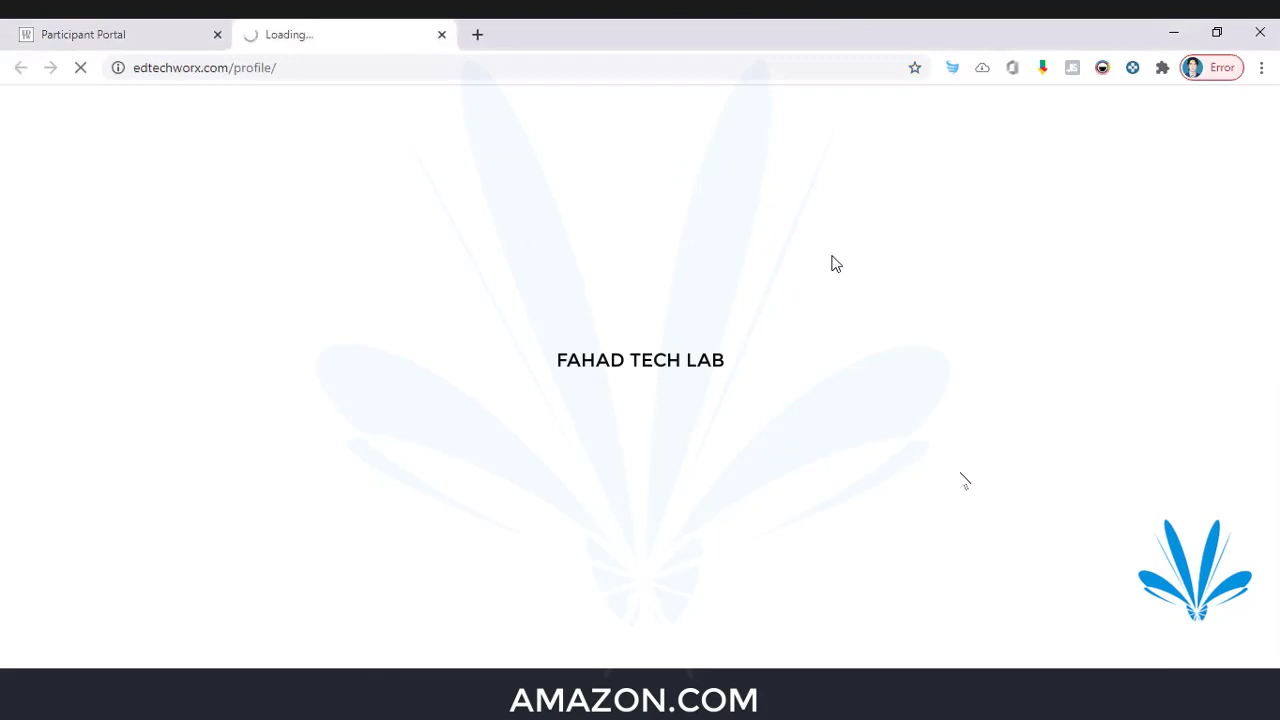 Participant Portal
Loading...
edtechworx.com/profile/
Error
FAHAD TECH LAB
AMAZON.COM